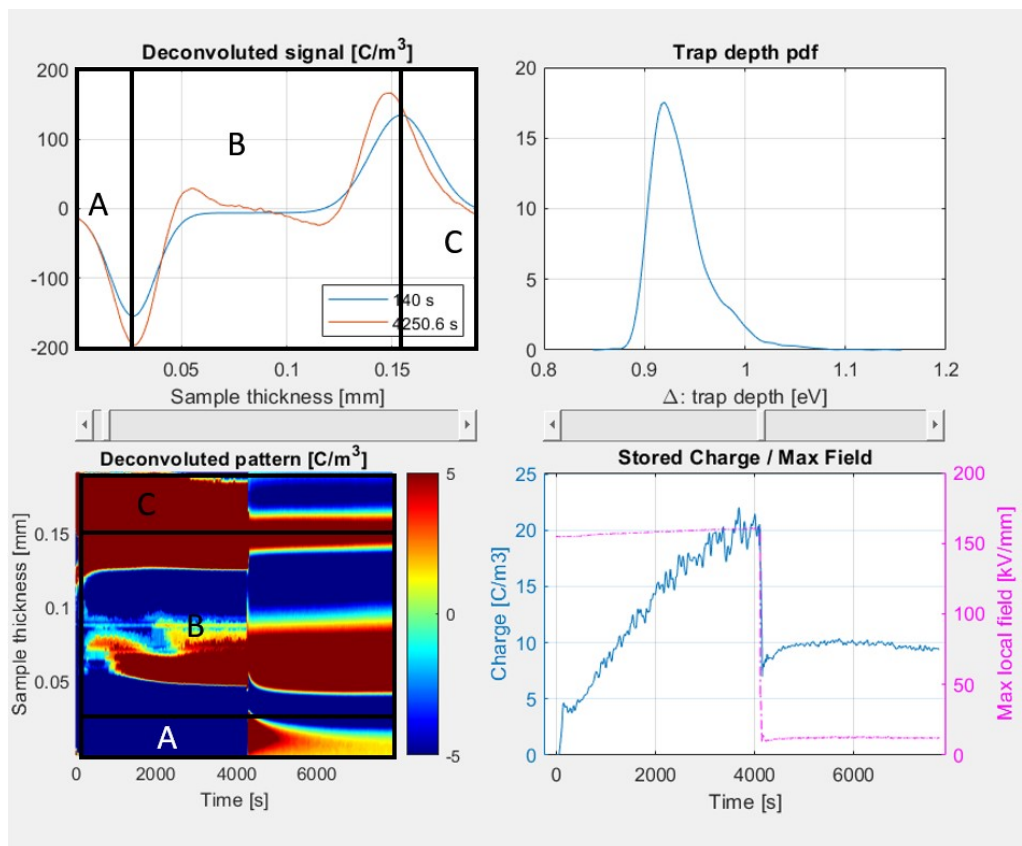 Deconvoluted signal [C/m³]
200
100
0
-100
-200
A
B
C
140 s
4250.6 s
0.05
0.1
0.15
Sample thickness [mm]
Trap depth pdf
20
15
10
5
0
0.8
0.9
1
1.1
1.2
Δ: trap depth [eV]
Deconvoluted pattern [C/m³]
Sample thickness [mm]
0.15
0.1
0.05
C
B
A
5
0
-5
0
2000
4000
6000
Time [s]
Stored Charge / Max Field
Charge [C/m3]
25
20
15
10
5
0
200
150
100
50
0
Max local field [kV/mm]
0
2000
4000
6000
Time [s]